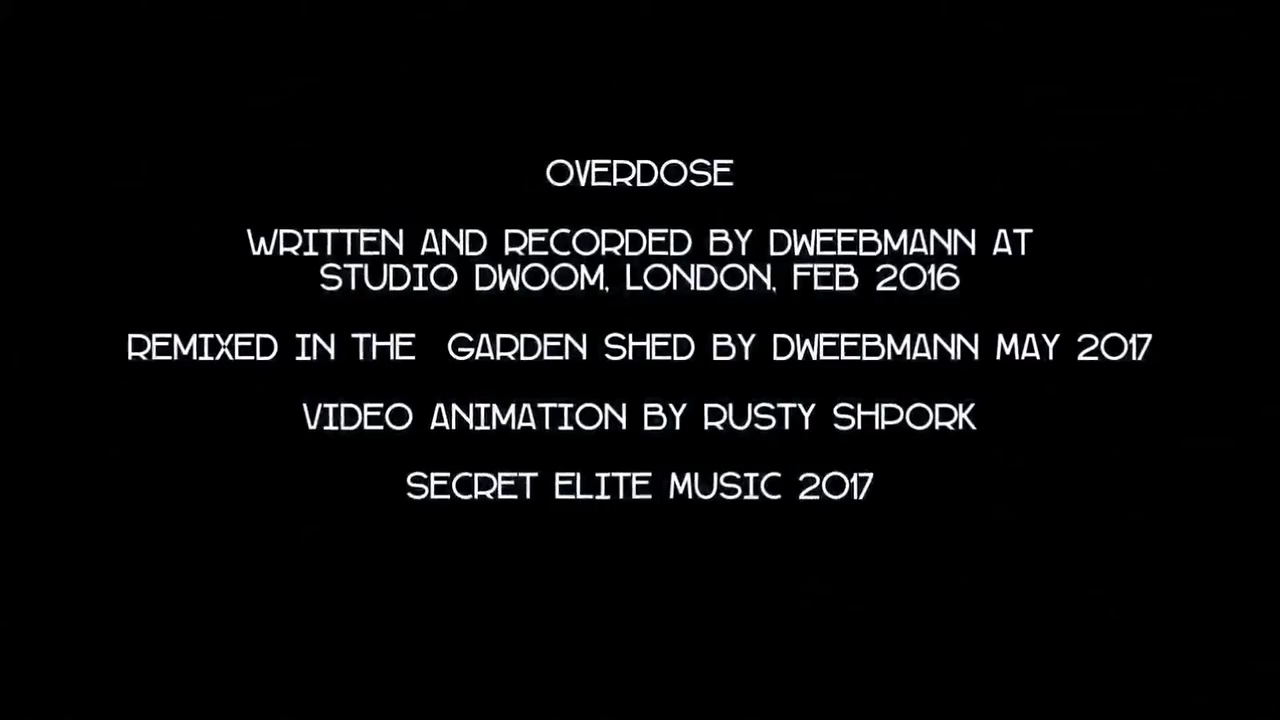 OVERDOSE
WRITTEN AND RECORDED BY DWEEBMANN AT
STUDIO DWOOM, LONDON, FEB 2016
REMIXED IN THE GARDEN SHED BY DWEEBMANN MAY 2017
VIDEO ANIMATION BY RUSTY SHPORK
SECRET ELITE MUSIC 2017